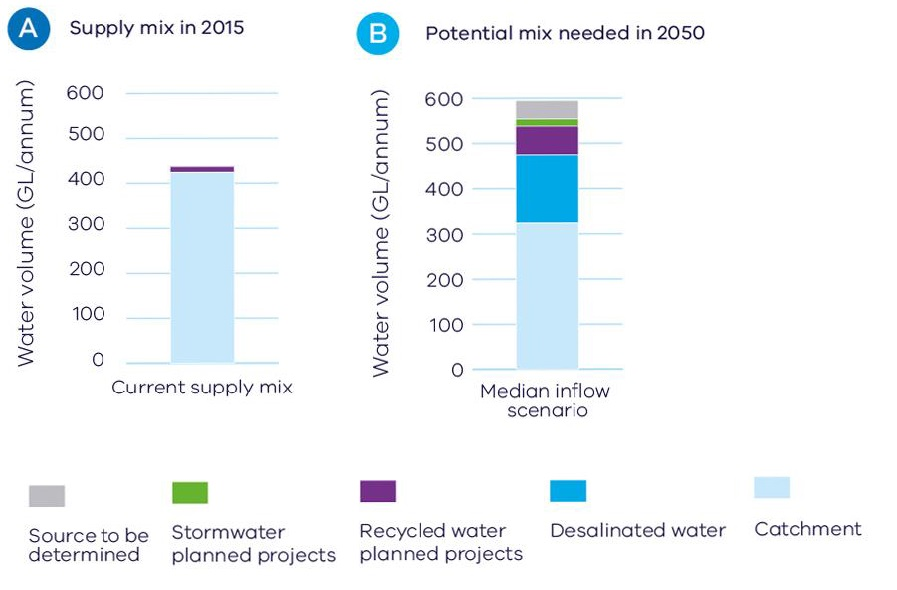 A
Supply mix in 2015
Water volume (GL/annum)
600
500
400
300
200
100
0
Current supply mix
B
Potential mix needed in 2050
Water volume (GL/annum)
600
500
400
300
200
100
0
Median inflow
scenario
Source to be
determined
Stormwater
planned projects
Recycled water
planned projects
Desalinated water
Catchment